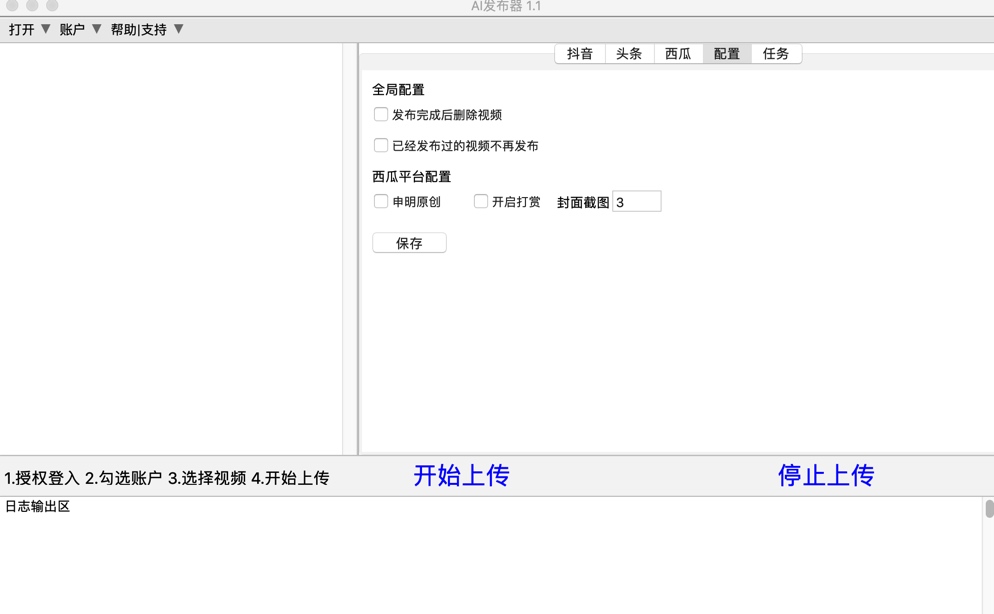 AI发布器 1.1
打开 ▼ 账户 ▼ 帮助|支持 ▼
抖音 头条 西瓜 配置 任务
全局配置
发布完成后删除视频
已经发布过的视频不再发布
西瓜平台配置
申明原创 开启打赏 封面截图 3
保存
1.授权登入 2.勾选账户 3.选择视频 4.开始上传 开始上传 停止上传
日志输出区